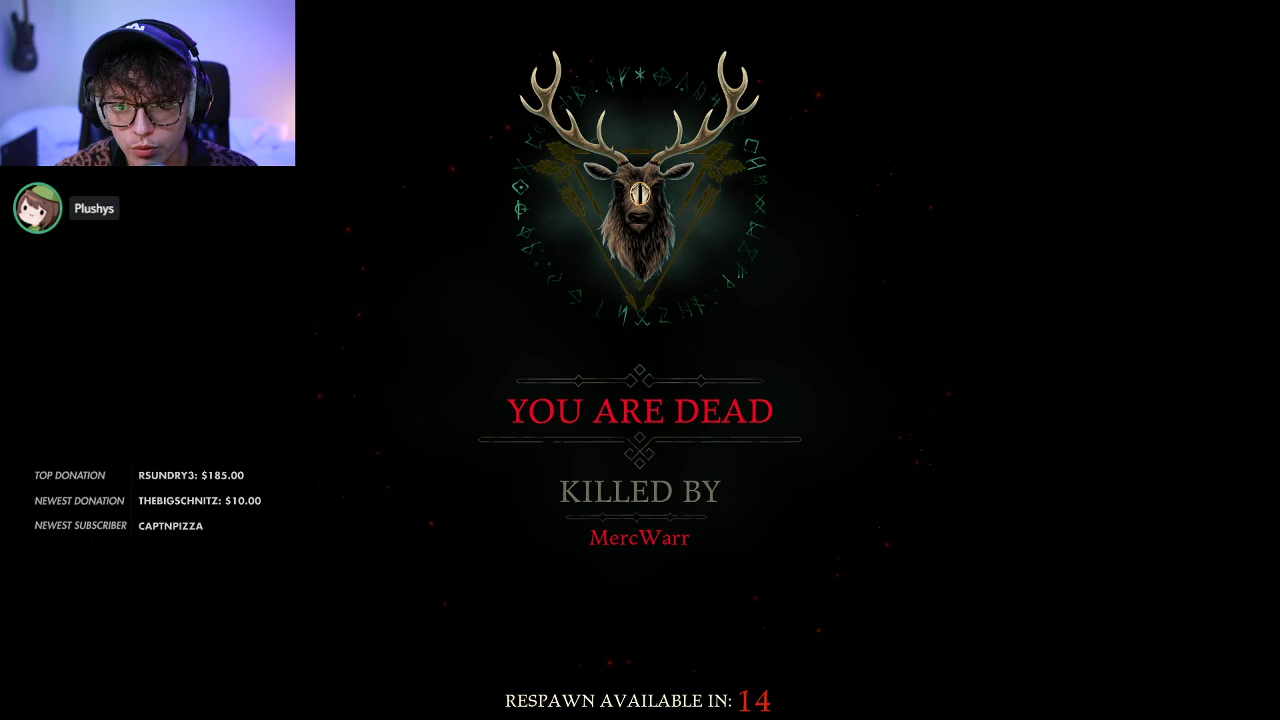 Plushys
YOU ARE DEAD
KILLED BY
MercWarr
TOP DONATION RSUNDRY3: $185.00
NEWEST DONATION THEBIGSCHNITZ: $10.00
NEWEST SUBSCRIBER CAPTNPIZZA
RESPAWN AVAILABLE IN: 14